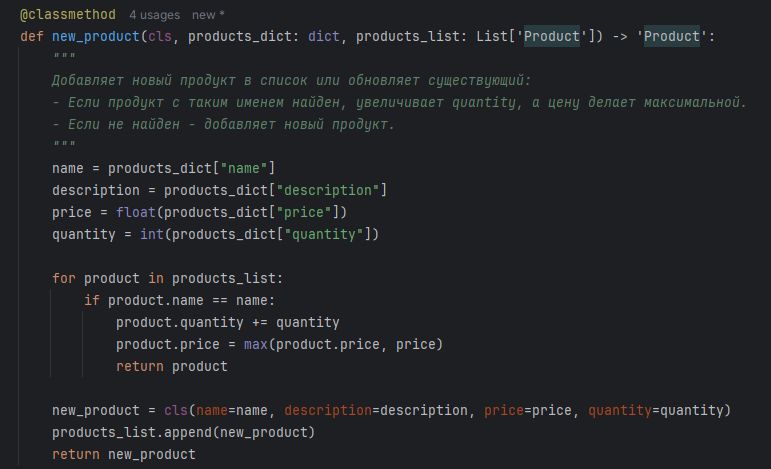 @classmethod 4 usages new *
def new_product(cls, products_dict: dict, products_list: List['Product']) -> 'Product':
"""
Добавляет новый продукт в список или обновляет существующий:
- Если продукт с таким именем найден, увеличивает quantity, а цену делает максимальной.
- Если не найден - добавляет новый продукт.
"""
name = products_dict["name"]
description = products_dict["description"]
price = float(products_dict["price"])
quantity = int(products_dict["quantity"])
for product in products_list:
if product.name == name:
product.quantity += quantity
product.price = max(product.price, price)
return product
new_product = cls(name=name, description=description, price=price, quantity=quantity)
products_list.append(new_product)
return new_product